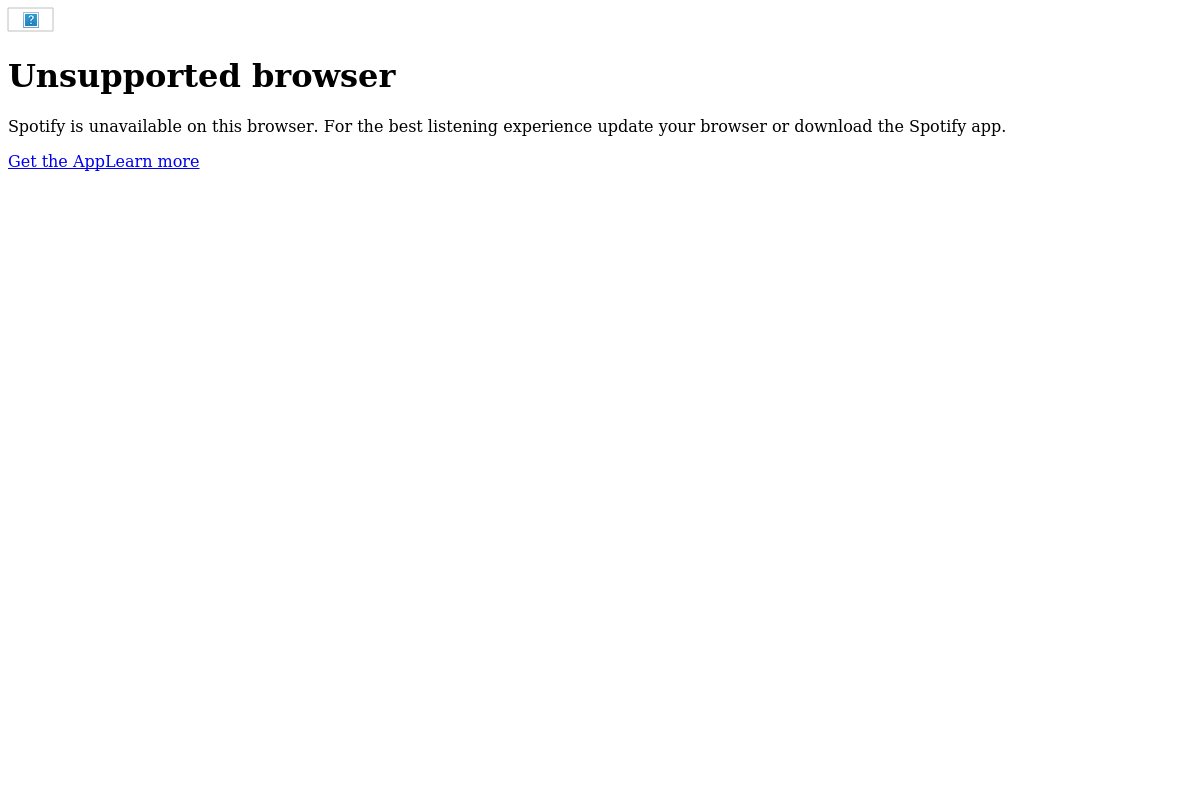 Unsupported browser
Spotify is unavailable on this browser. For the best listening experience update your browser or download the Spotify app.
Get the AppLearn more